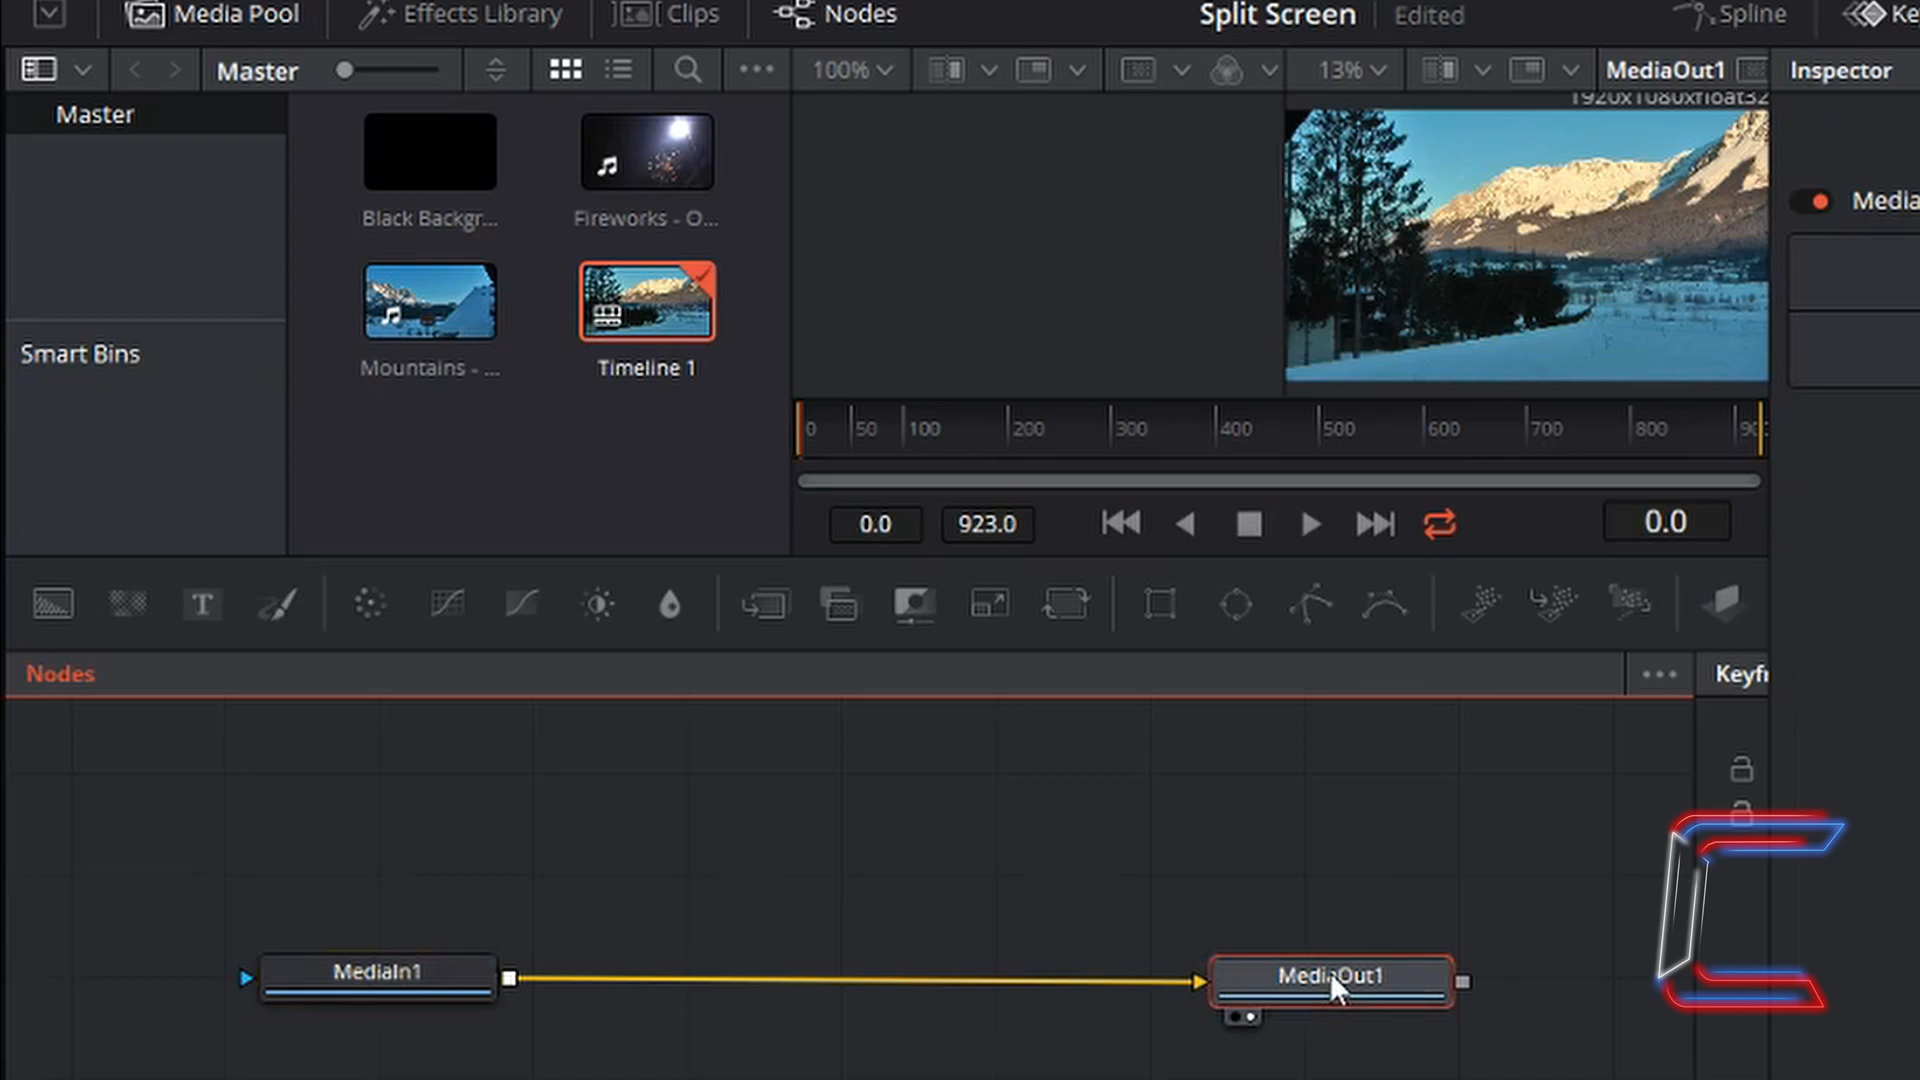 Media Pool
Effects Library
Clips
Nodes
Split Screen
Edited
Spline
Master
100%
13%
MediaOut1
Inspector
1920x1080xfloat32
Master
Black Backgr...
Fireworks - O...
Mountains - ...
Timeline 1
Smart Bins
Media
0 50 100 200 300 400 500 600 700 800
0.0
923.0
0.0
T
Nodes
Keyfr
MediaIn1
MediaOut1